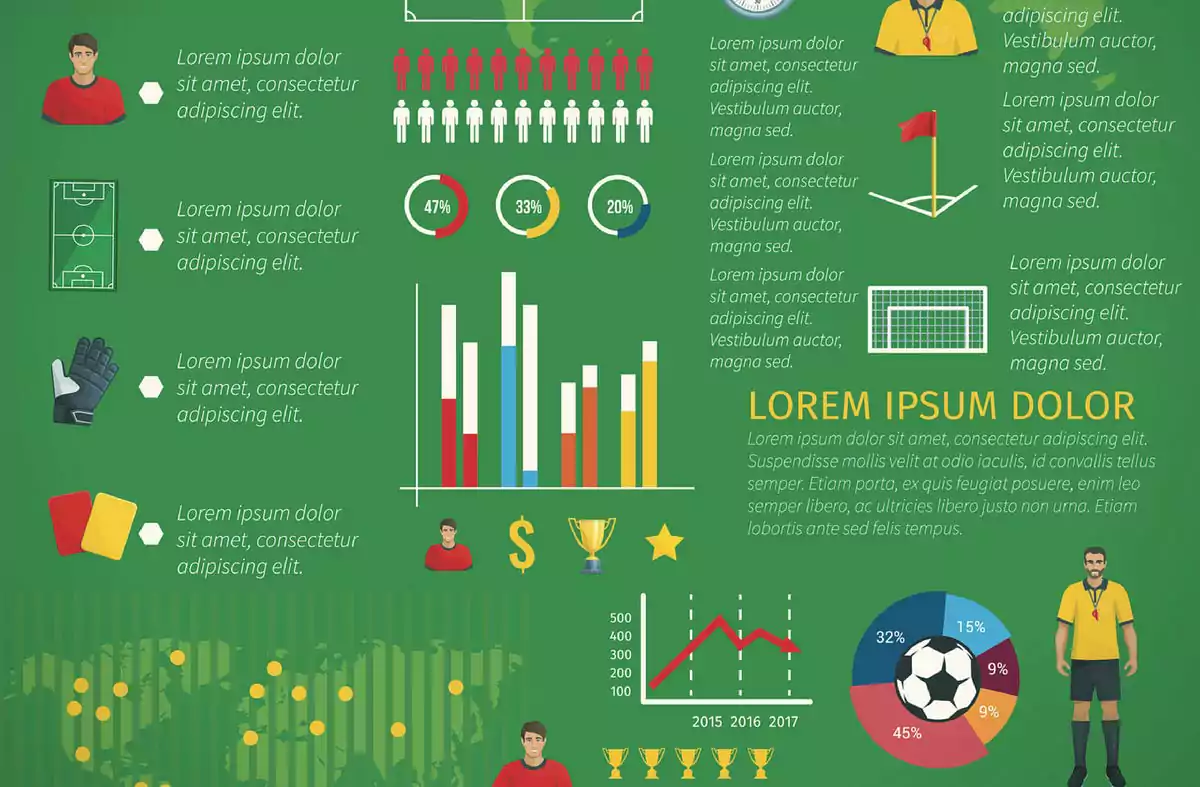 Lorem ipsum dolor
sit amet, consectetur
adipiscing elit.
Lorem ipsum dolor
sit amet, consectetur
adipiscing elit.
Lorem ipsum dolor
sit amet, consectetur
adipiscing elit.
Lorem ipsum dolor
sit amet, consectetur
adipiscing elit.
47% 33% 20%
Lorem ipsum dolor
sit amet, consectetur
adipiscing elit.
Vestibulum auctor,
magna sed.
Lorem ipsum dolor
sit amet, consectetur
adipiscing elit.
Vestibulum auctor,
magna sed.
Lorem ipsum dolor
sit amet, consectetur
adipiscing elit.
Vestibulum auctor,
magna sed.
adipiscing elit.
Vestibulum auctor,
magna sed.
Lorem ipsum dolor
sit amet, consectetur
adipiscing elit.
Vestibulum auctor,
magna sed.
Lorem ipsum dolor
sit amet, consectetur
adipiscing elit.
Vestibulum auctor,
magna sed.
LOREM IPSUM DOLOR
Lorem ipsum dolor sit amet, consectetur adipiscing elit.
Suspendisse mollis velit at odio iaculis, id convallis tellus
semper. Etiam porta, ex quis feugiat posuere, enim leo
semper libero, ac ultricies libero justo non urna. Etiam
lobortis ante sed felis tempus.
$
500
400
300
200
100
2015 2016 2017
15%
32%
9%
9%
45%